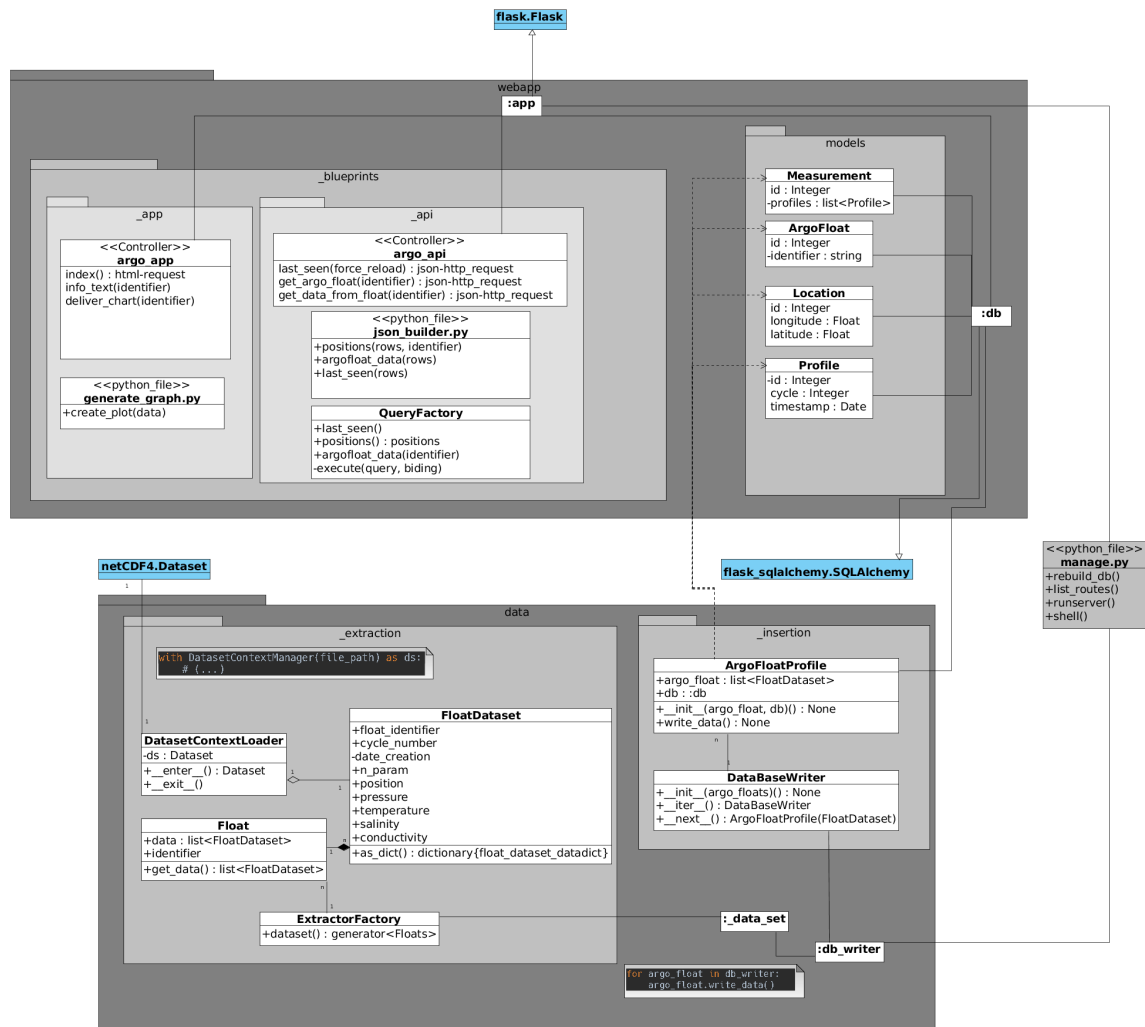 flask.Flask
webapp
:app
models
_blueprints
_app
_api
<<Controller>>
argo_app
index() : html-request
info_text(identifier)
deliver_chart(identifier)
<<python_file>>
generate_graph.py
+create_plot(data)
<<Controller>>
argo_api
last_seen(force_reload) : json-http_request
get_argo_float(identifier) : json-http_request
get_data_from_float(identifier) : json-http_request
<<python_file>>
json_builder.py
+positions(rows, identifier)
+argofloat_data(rows)
+last_seen(rows)
QueryFactory
+last_seen()
+positions() : positions
+argofloat_data(identifier)
-execute(query, biding)
Measurement
id : Integer
-profiles : list<Profile>
ArgoFloat
id : Integer
-identifier : string
Location
id : Integer
longitude : Float
latitude : Float
Profile
-id : Integer
cycle : Integer
timestamp : Date
:db
netCDF4.Dataset
1
flask_sqlalchemy.SQLAlchemy
<<python_file>>
manage.py
+rebuild_db()
+list_routes()
+runserver()
+shell()
data
_extraction
with DatasetContextManager(file_path) as ds:
# (...)
1
DatasetContextLoader
-ds : Dataset
+__enter__() : Dataset
+__exit__()
1
1
FloatDataset
+float_identifier
+cycle_number
-date_creation
+n_param
+position
+pressure
+temperature
+salinity
+conductivity
+as_dict() : dictionary{float_dataset_datadict}
Float
+data : list<FloatDataset>
+identifier
+get_data() : list<FloatDataset>
n
1
n
1
ExtractorFactory
+dataset() : generator<Floats>
_insertion
ArgoFloatProfile
+argo_float : list<FloatDataset>
+db : :db
+__init__(argo_float, db)() : None
+write_data() : None
n
1
DataBaseWriter
+__init__(argo_floats)() : None
+__iter__() : DataBaseWriter
+__next__() : ArgoFloatProfile(FloatDataset)
:_data_set
:db_writer
for argo_float in db_writer:
argo_float.write_data()